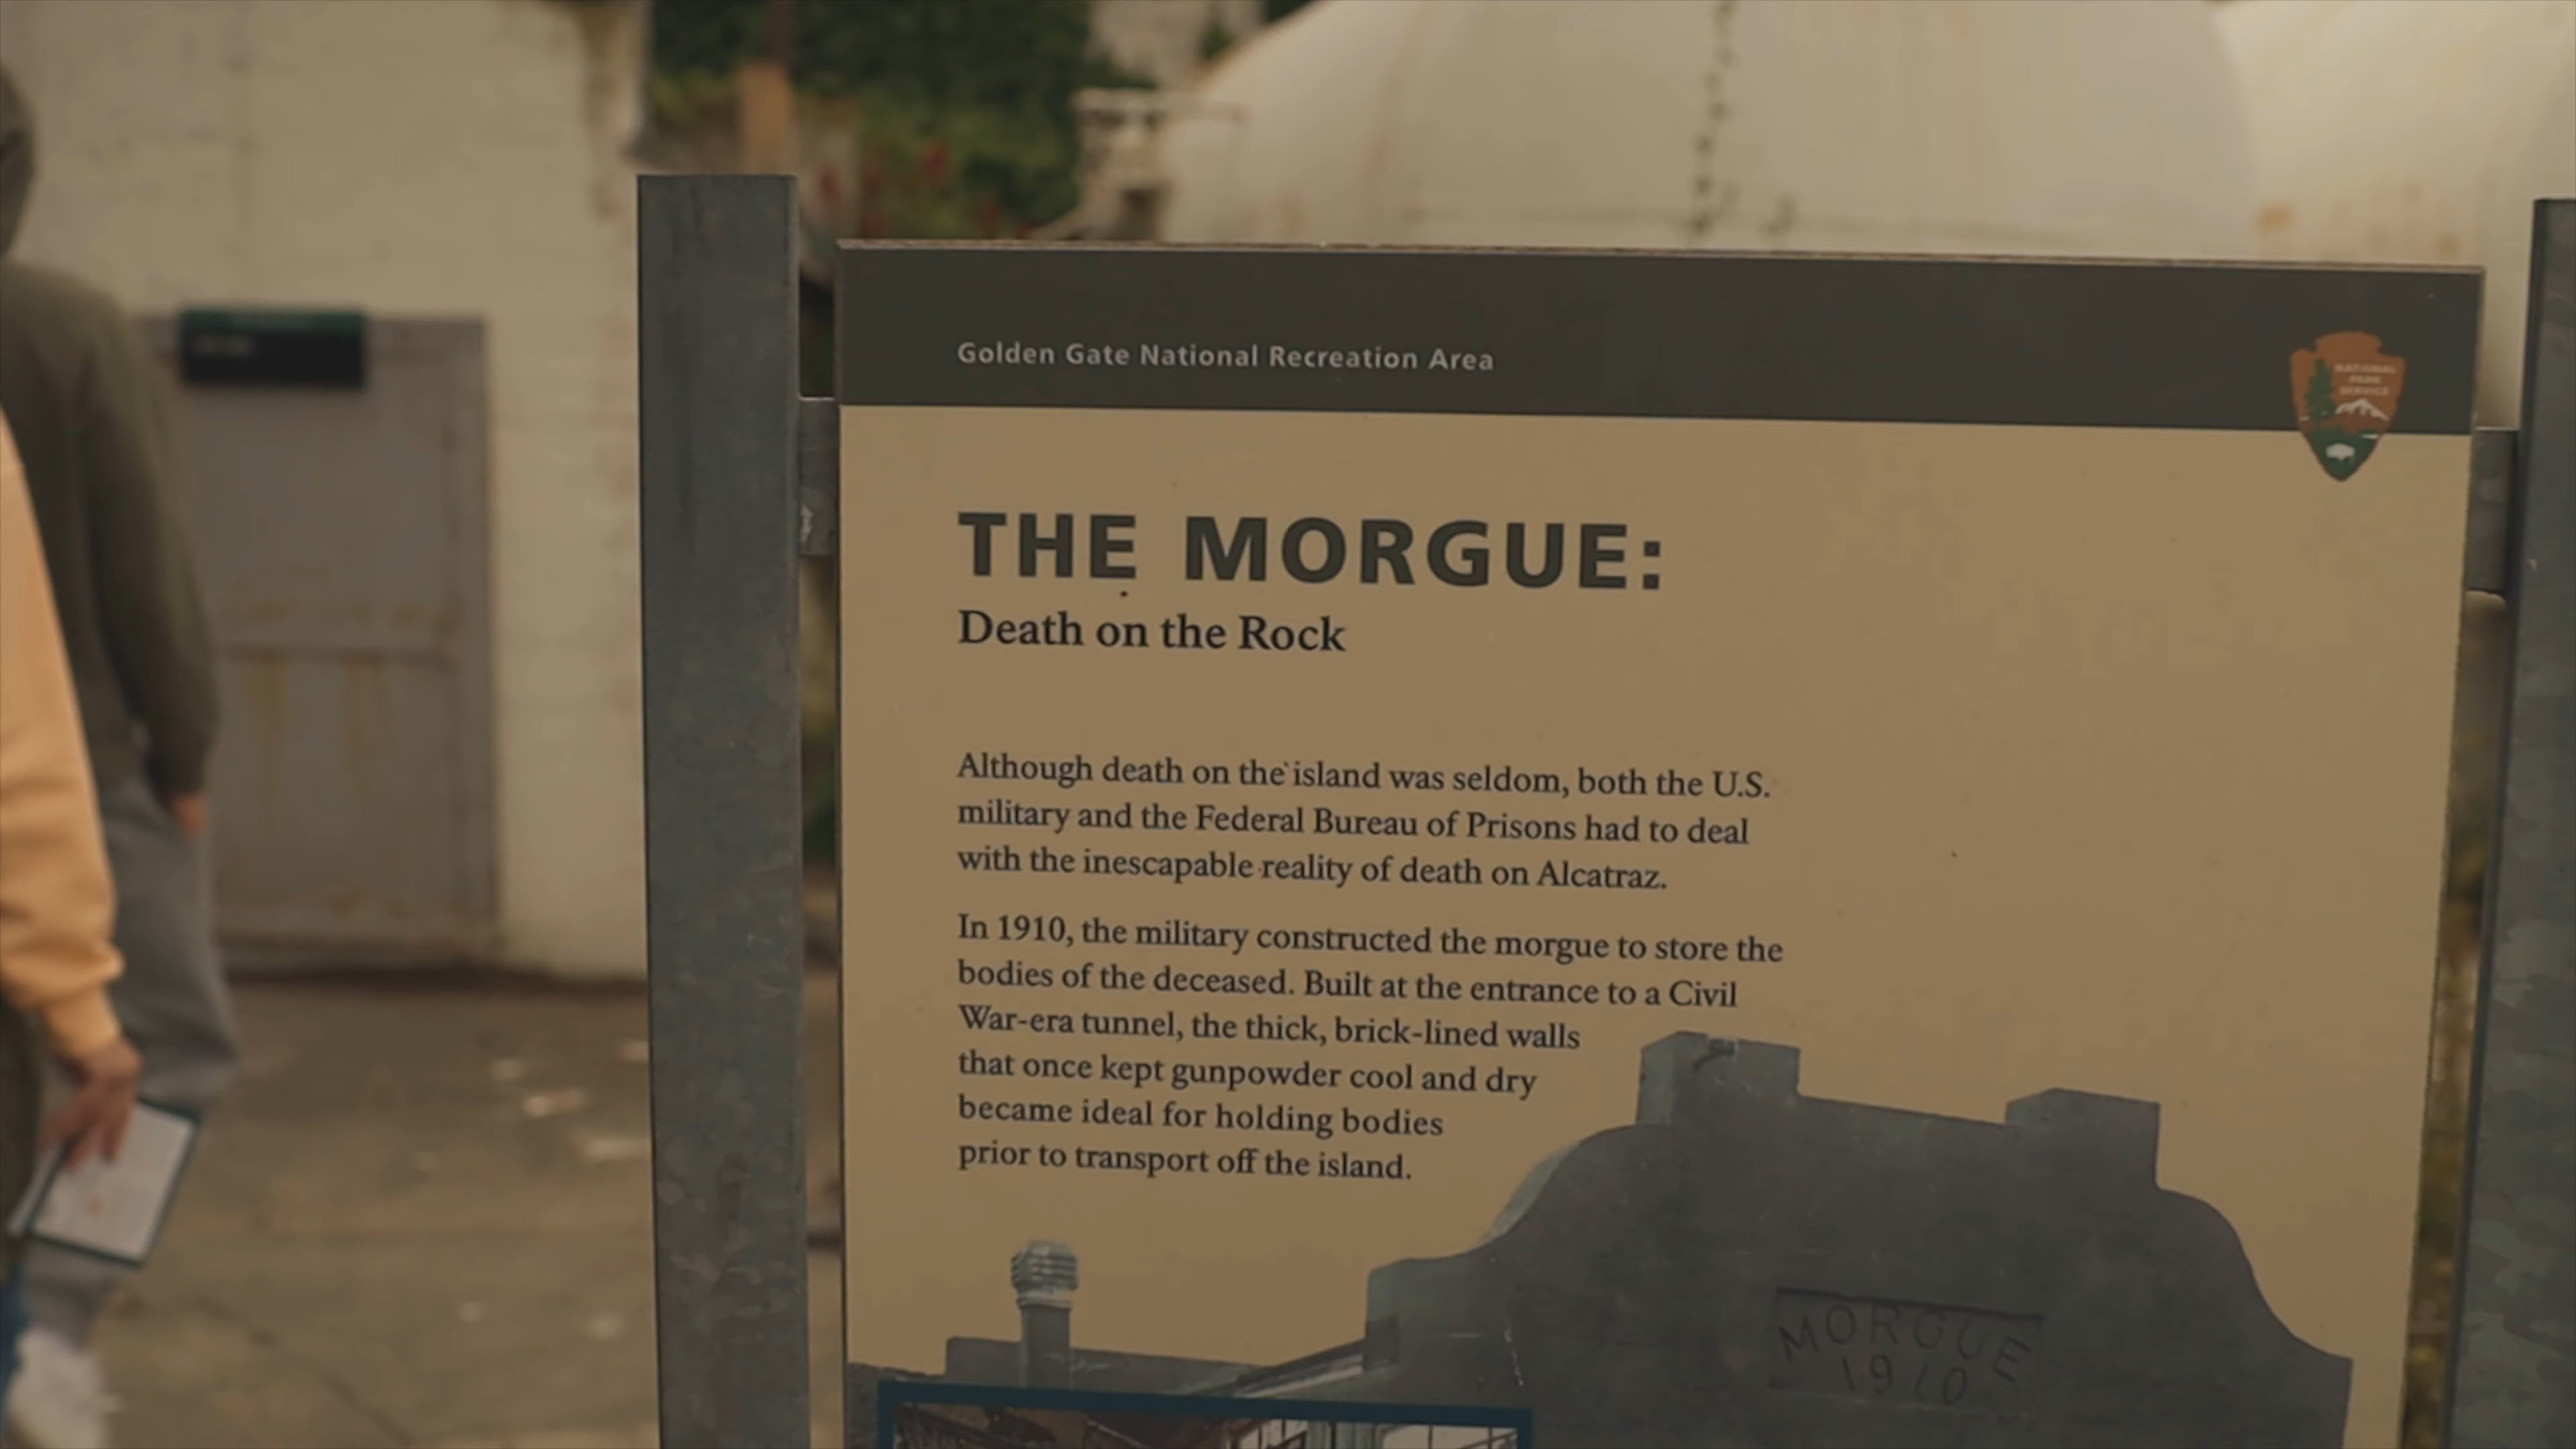 Golden Gate National Recreation Area
NATIONAL
PARK
SERVICE
THE MORGUE:
Death on the Rock
Although death on the island was seldom, both the U.S.
military and the Federal Bureau of Prisons had to deal
with the inescapable reality of death on Alcatraz.
In 1910, the military constructed the morgue to store the
bodies of the deceased. Built at the entrance to a Civil
War-era tunnel, the thick, brick-lined walls
that once kept gunpowder cool and dry
became ideal for holding bodies
prior to transport off the island.
MORGUE
1910